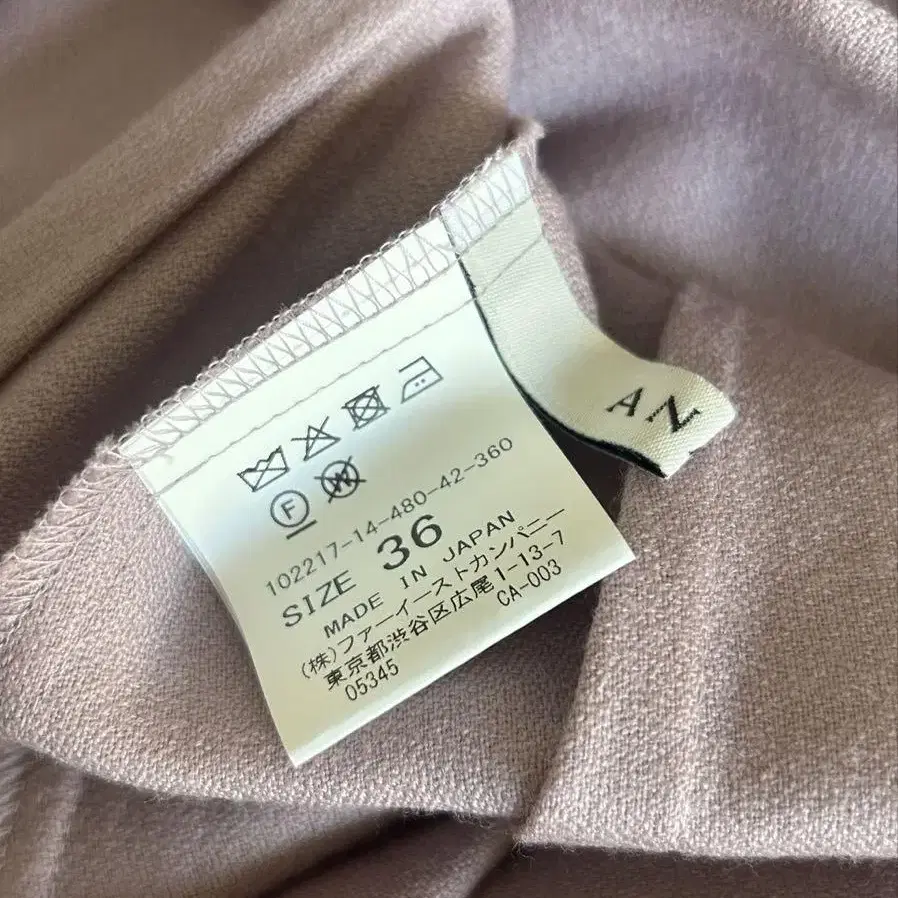 F
W
102217-14-480-42-360
SIZE 36
MADE IN JAPAN
(株)ファーイーストカンパニー
東京都渋谷区広尾1-13-7
05345 CA-003
AZ